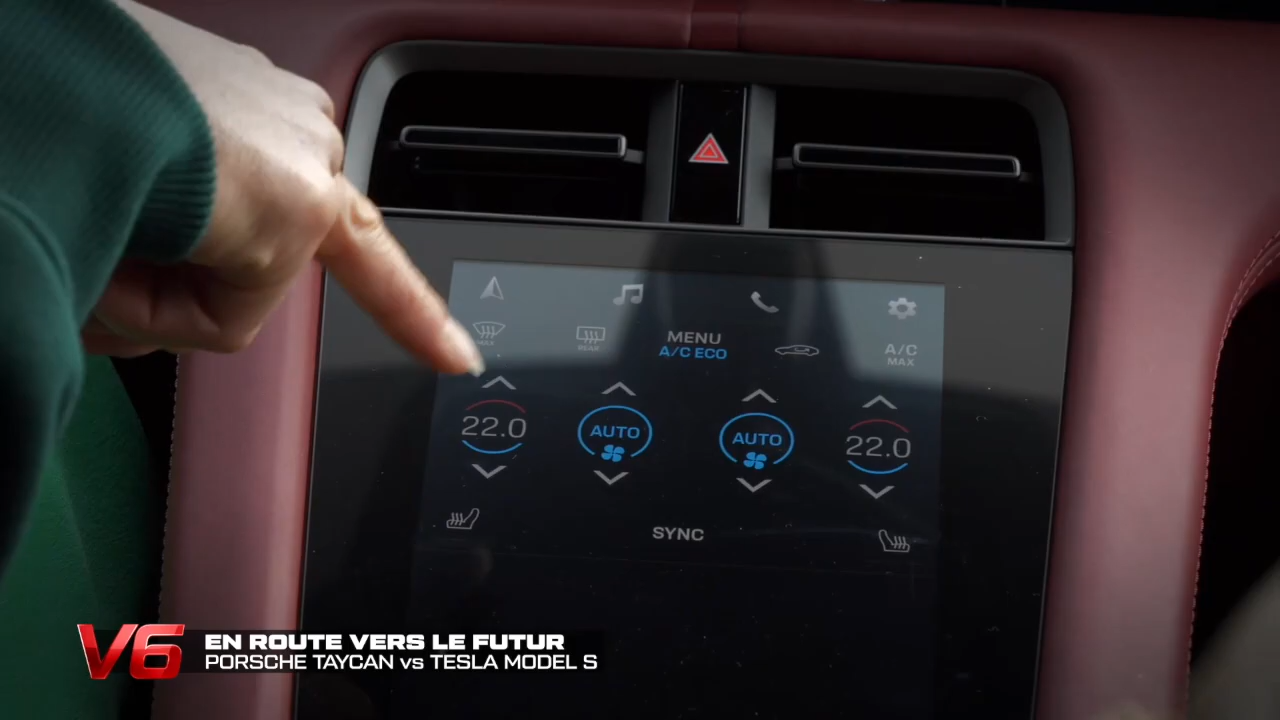 MAX
REAR
MENU
A/C ECO
A/C
MAX
22.0
AUTO
AUTO
22.0
SYNC
V6
EN ROUTE VERS LE FUTUR
PORSCHE TAYCAN vs TESLA MODEL S